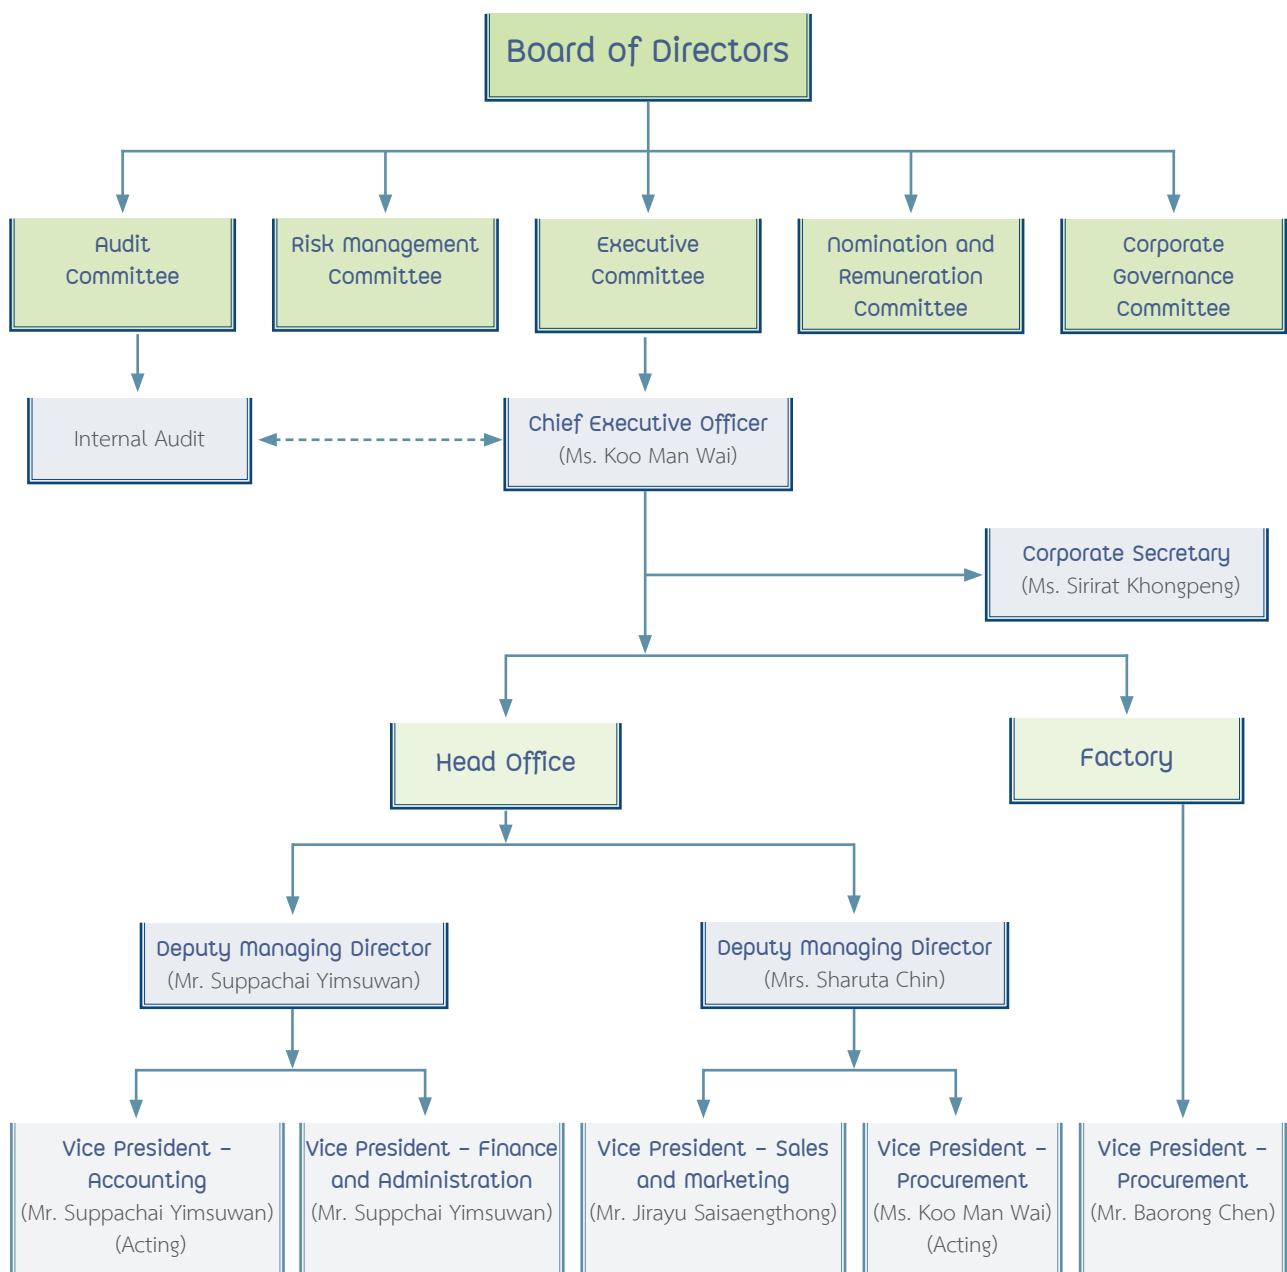 Board of Directors
Audit
Committee
Risk Management
Committee
Executive
Committee
Nomination and
Remuneration
Committee
Corporate
Governance
Committee
Internal Audit
Chief Executive Officer
(Ms. Koo Man Wai)
Corporate Secretary
(Ms. Sirirat Khongpeng)
Head Office
Factory
Deputy Managing Director
(Mr. Suppachai Yimsuwan)
Deputy Managing Director
(Mrs. Sharuta Chin)
Vice President –
Accounting
(Mr. Suppachai Yimsuwan)
(Acting)
Vice President – Finance
and Administration
(Mr. Suppchai Yimsuwan)
Vice President – Sales
and Marketing
(Mr. Jirayu Saisaengthong)
Vice President –
Procurement
(Ms. Koo Man Wai)
(Acting)
Vice President –
Procurement
(Mr. Baorong Chen)